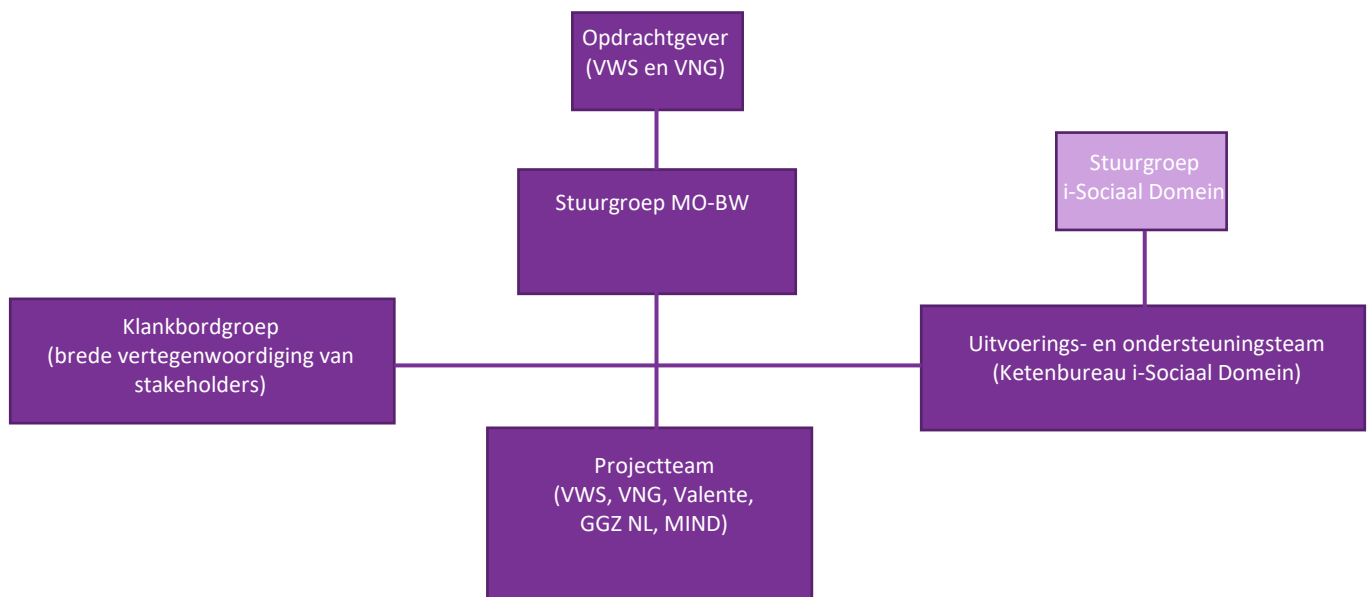 Opdrachtgever
(VWS en VNG)
Stuurgroep
i-Sociaal Domein
Stuurgroep MO-BW
Klankbordgroep
(brede vertegenwoordiging van
stakeholders)
Uitvoerings- en ondersteuningsteam
(Ketenbureau i-Sociaal Domein)
Projectteam
(VWS, VNG, Valente,
GGZ NL, MIND)